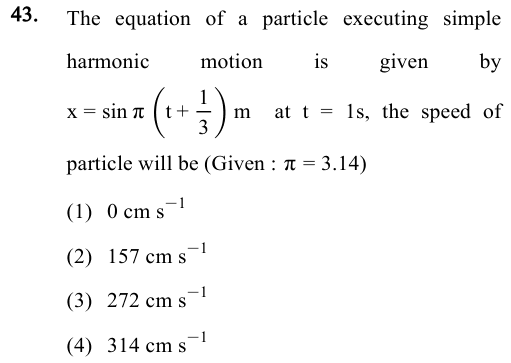 43. The equation of a particle executing simple
harmonic motion is given by
x = sin π (t + 1/3) m at t = 1s, the speed of
particle will be (Given : π = 3.14)
(1) 0 cm s⁻¹
(2) 157 cm s⁻¹
(3) 272 cm s⁻¹
(4) 314 cm s⁻¹